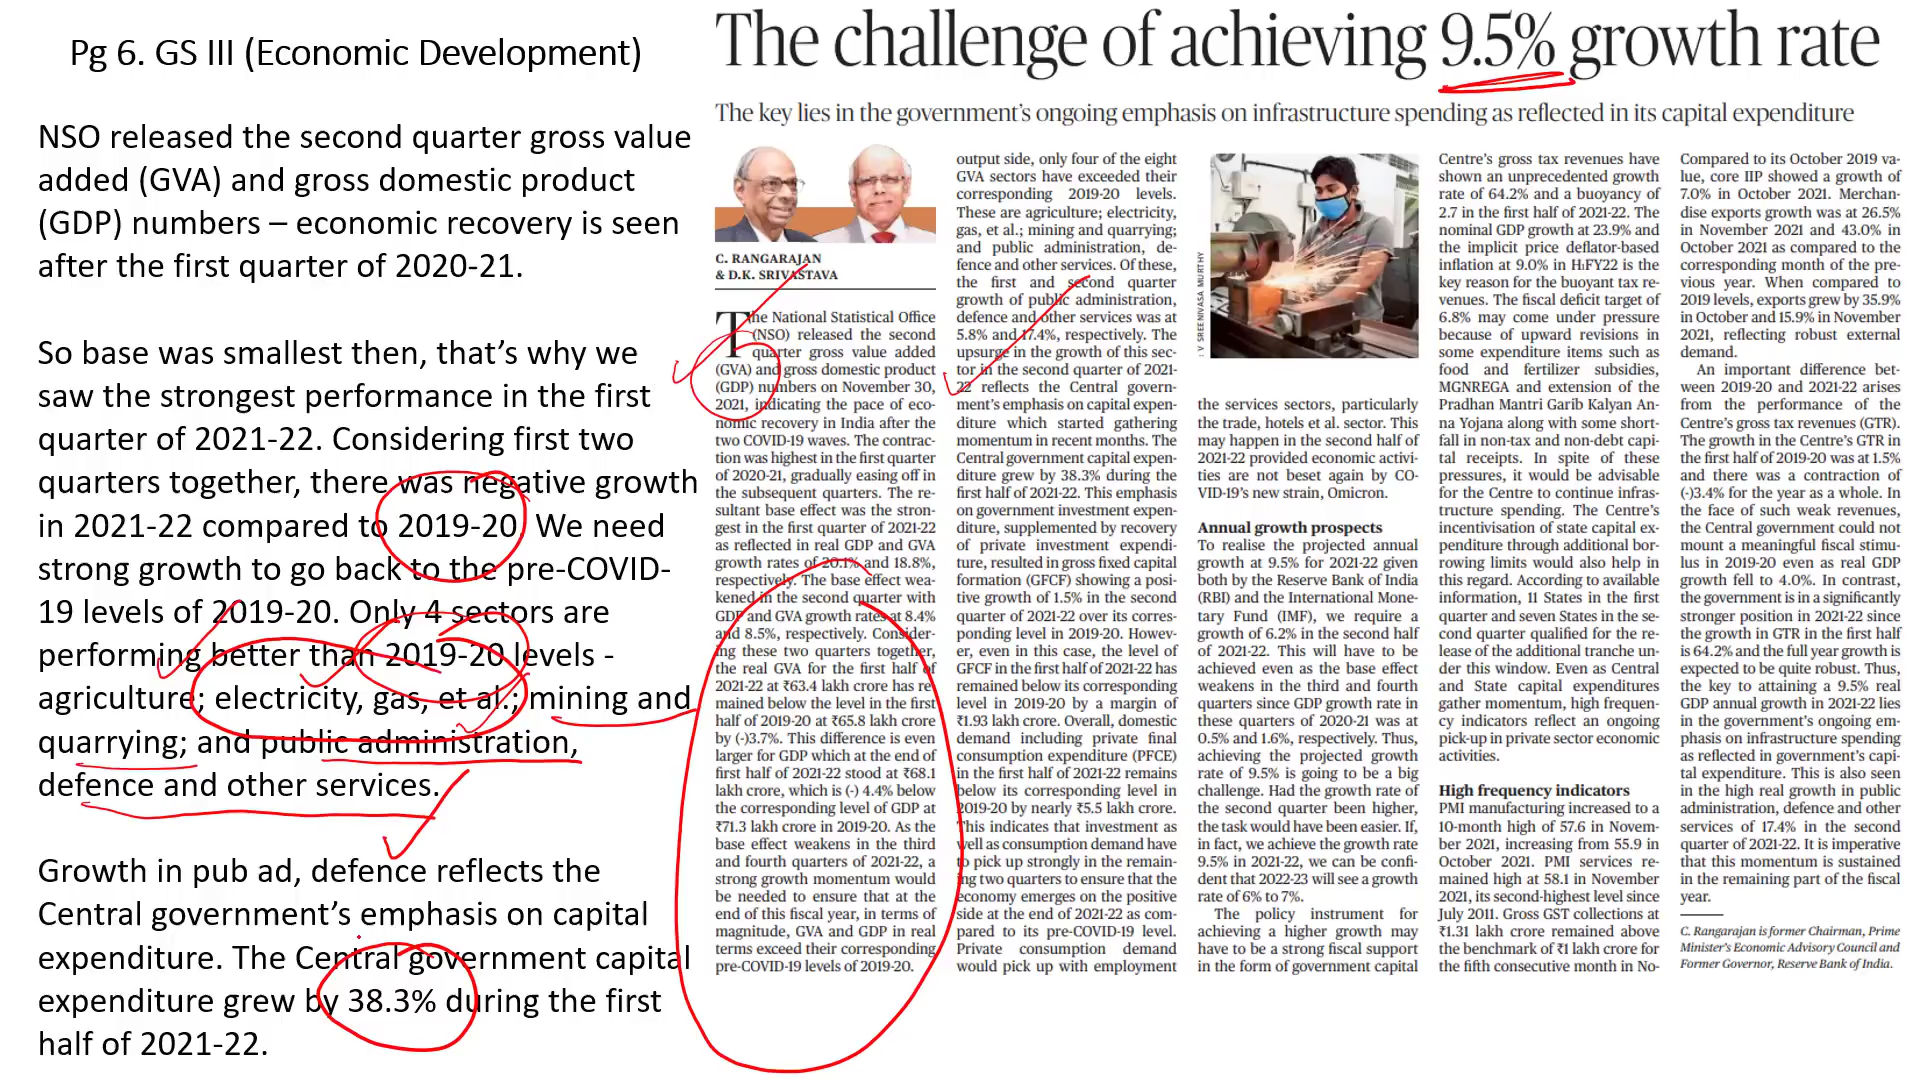 Pg 6. GS III (Economic Development)
NSO released the second quarter gross value
added (GVA) and gross domestic product
(GDP) numbers – economic recovery is seen
after the first quarter of 2020-21.
So base was smallest then, that's why we
saw the strongest performance in the first
quarter of 2021-22. Considering first two
quarters together, there was negative growth
in 2021-22 compared to 2019-20. We need
strong growth to go back to the pre-COVID-
19 levels of 2019-20. Only 4 sectors are
performing better than 2019-20 levels -
agriculture; electricity, gas, et al.; mining and
quarrying; and public administration,
defence and other services.
Growth in pub ad, defence reflects the
Central government's emphasis on capital
expenditure. The Central government capital
expenditure grew by 38.3% during the first
half of 2021-22.
The challenge of achieving 9.5% growth rate
The key lies in the government's ongoing emphasis on infrastructure spending as reflected in its capital expenditure
C. RANGARAJAN
& D.K. SRIVASTAVA
The National Statistical Office
(NSO) released the second
quarter gross value added
(GVA) and gross domestic product
(GDP) numbers on November 30,
2021, indicating the pace of eco-
nomic recovery in India after the
two COVID-19 waves. The contrac-
tion was highest in the first quarter
of 2020-21, gradually easing off in
the subsequent quarters. The re-
sultant base effect was the stron-
gest in the first quarter of 2021-22
as reflected in real GDP and GVA
growth rates of 20.1% and 18.8%,
respectively. The base effect wea-
kened in the second quarter with
GDP and GVA growth rates at 8.4%
and 8.5%, respectively. Consider-
ing these two quarters together,
the real GVA for the first half of
2021-22 at ₹63.4 lakh crore has re-
mained below the level in the first
half of 2019-20 at ₹65.8 lakh crore
by (-)3.7%. This difference is even
larger for GDP which at the end of
first half of 2021-22 stood at ₹68.1
lakh crore, which is (-) 4.4% below
the corresponding level of GDP at
₹71.3 lakh crore in 2019-20. As the
base effect weakens in the third
and fourth quarters of 2021-22, a
strong growth momentum would
be needed to ensure that at the
end of this fiscal year, in terms of
magnitude, GVA and GDP in real
terms exceed their corresponding
pre-COVID-19 levels of 2019-20.
output side, only four of the eight
GVA sectors have exceeded their
corresponding 2019-20 levels.
These are agriculture; electricity,
gas, et al.; mining and quarrying;
and public administration, de-
fence and other services. Of these,
the first and second quarter
growth of public administration,
defence and other services was at
5.8% and 17.4%, respectively. The
upsurge in the growth of this sec-
tor in the second quarter of 2021-
22 reflects the Central govern-
ment's emphasis on capital expen-
diture which started gathering
momentum in recent months. The
Central government capital expen-
diture grew by 38.3% during the
first half of 2021-22. This emphasis
on government investment expen-
diture, supplemented by recovery
of private investment expendi-
ture, resulted in gross fixed capital
formation (GFCF) showing a posi-
tive growth of 1.5% in the second
quarter of 2021-22 over its corres-
ponding level in 2019-20. Howev-
er, even in this case, the level of
GFCF in the first half of 2021-22 has
remained below its corresponding
level in 2019-20 by a margin of
₹1.93 lakh crore. Overall, domestic
demand including private final
consumption expenditure (PFCE)
in the first half of 2021-22 remains
below its corresponding level in
2019-20 by nearly ₹5.5 lakh crore.
This indicates that investment as
well as consumption demand have
to pick up strongly in the remain-
ing two quarters to ensure that the
economy emerges on the positive
side at the end of 2021-22 as com-
pared to its pre-COVID-19 level.
Private consumption demand
would pick up with employment
V SREENIVASA MURTHY
the services sectors, particularly
the trade, hotels et al. sector. This
may happen in the second half of
2021-22 provided economic activi-
ties are not beset again by CO-
VID-19's new strain, Omicron.
Annual growth prospects
To realise the projected annual
growth at 9.5% for 2021-22 given
both by the Reserve Bank of India
(RBI) and the International Mone-
tary Fund (IMF), we require a
growth of 6.2% in the second half
of 2021-22. This will have to be
achieved even as the base effect
weakens in the third and fourth
quarters since GDP growth rate in
these quarters of 2020-21 was at
0.5% and 1.6%, respectively. Thus,
achieving the projected growth
rate of 9.5% is going to be a big
challenge. Had the growth rate of
the second quarter been higher,
the task would have been easier. If,
in fact, we achieve the growth rate
9.5% in 2021-22, we can be confi-
dent that 2022-23 will see a growth
rate of 6% to 7%.
The policy instrument for
achieving a higher growth may
have to be a strong fiscal support
in the form of government capital
Centre's gross tax revenues have
shown an unprecedented growth
rate of 64.2% and a buoyancy of
2.7 in the first half of 2021-22. The
nominal GDP growth at 23.9% and
the implicit price deflator-based
inflation at 9.0% in H1FY22 is the
key reason for the buoyant tax re-
venues. The fiscal deficit target of
6.8% may come under pressure
because of upward revisions in
some expenditure items such as
food and fertilizer subsidies,
MGNREGA and extension of the
Pradhan Mantri Garib Kalyan An-
na Yojana along with some short-
fall in non-tax and non-debt capi-
tal receipts. In spite of these
pressures, it would be advisable
for the Centre to continue infras-
tructure spending. The Centre's
incentivisation of state capital ex-
penditure through additional bor-
rowing limits would also help in
this regard. According to available
information, 11 States in the first
quarter and seven States in the se-
cond quarter qualified for the re-
lease of the additional tranche un-
der this window. Even as Central
and State capital expenditures
gather momentum, high frequen-
cy indicators reflect an ongoing
pick-up in private sector economic
activities.
High frequency indicators
PMI manufacturing increased to a
10-month high of 57.6 in Novem-
ber 2021, increasing from 55.9 in
October 2021. PMI services re-
mained high at 58.1 in November
2021, its second-highest level since
July 2011. Gross GST collections at
₹1.31 lakh crore remained above
the benchmark of ₹1 lakh crore for
the fifth consecutive month in No-
Compared to its October 2019 va-
lue, core IIP showed a growth of
7.0% in October 2021. Merchan-
dise exports growth was at 26.5%
in November 2021 and 43.0% in
October 2021 as compared to the
corresponding month of the pre-
vious year. When compared to
2019 levels, exports grew by 35.9%
in October and 15.9% in November
2021, reflecting robust external
demand.
An important difference bet-
ween 2019-20 and 2021-22 arises
from the performance of the
Centre's gross tax revenues (GTR).
The growth in the Centre's GTR in
the first half of 2019-20 was at 1.5%
and there was a contraction of
(-)3.4% for the year as a whole. In
the face of such weak revenues,
the Central government could not
mount a meaningful fiscal stimu-
lus in 2019-20 even as real GDP
growth fell to 4.0%. In contrast,
the government is in a significantly
stronger position in 2021-22 since
the growth in GTR in the first half
is 64.2% and the full year growth is
expected to be quite robust. Thus,
the key to attaining a 9.5% real
GDP annual growth in 2021-22 lies
in the government's ongoing em-
phasis on infrastructure spending
as reflected in government's capi-
tal expenditure. This is also seen
in the high real growth in public
administration, defence and other
services of 17.4% in the second
quarter of 2021-22. It is imperative
that this momentum is sustained
in the remaining part of the fiscal
year.
C. Rangarajan is former Chairman, Prime
Minister's Economic Advisory Council and
Former Governor, Reserve Bank of India.